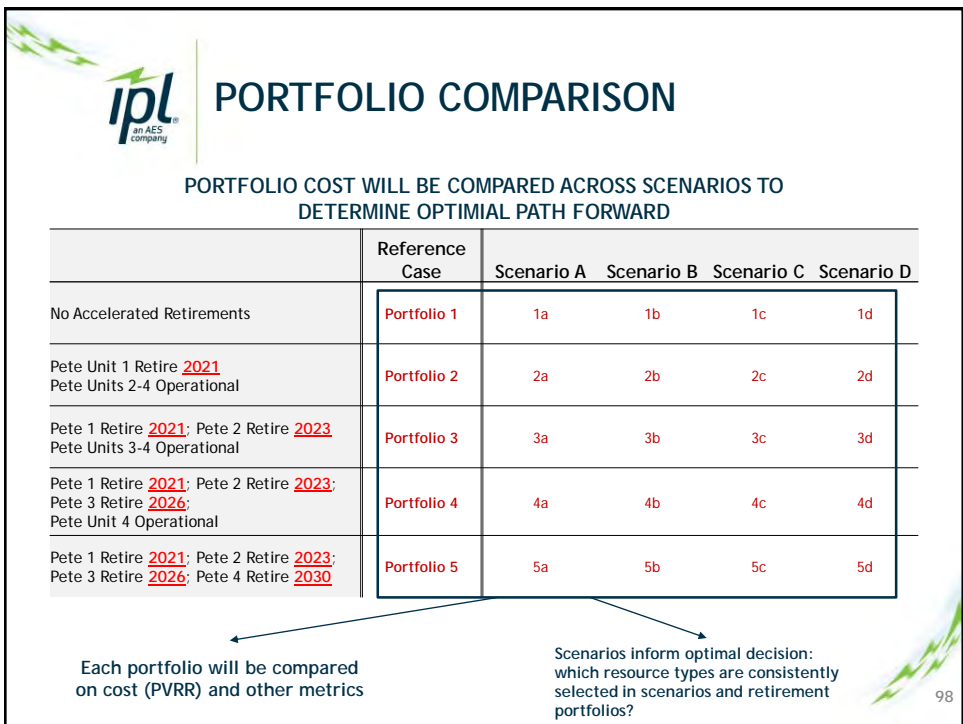 ipl
an AES
company
PORTFOLIO COMPARISON
PORTFOLIO COST WILL BE COMPARED ACROSS SCENARIOS TO
DETERMINE OPTIMIAL PATH FORWARD
Reference
Case Scenario A Scenario B Scenario C Scenario D
No Accelerated Retirements Portfolio 1 1a 1b 1c 1d
Pete Unit 1 Retire 2021
Pete Units 2-4 Operational
Portfolio 2 2a 2b 2c 2d
Pete 1 Retire 2021; Pete 2 Retire 2023
Pete Units 3-4 Operational
Portfolio 3 3a 3b 3c 3d
Pete 1 Retire 2021; Pete 2 Retire 2023;
Pete 3 Retire 2026;
Pete Unit 4 Operational
Portfolio 4 4a 4b 4c 4d
Pete 1 Retire 2021; Pete 2 Retire 2023;
Pete 3 Retire 2026; Pete 4 Retire 2030
Portfolio 5 5a 5b 5c 5d
Each portfolio will be compared
on cost (PVRR) and other metrics
Scenarios inform optimal decision:
which resource types are consistently
selected in scenarios and retirement
portfolios?
98